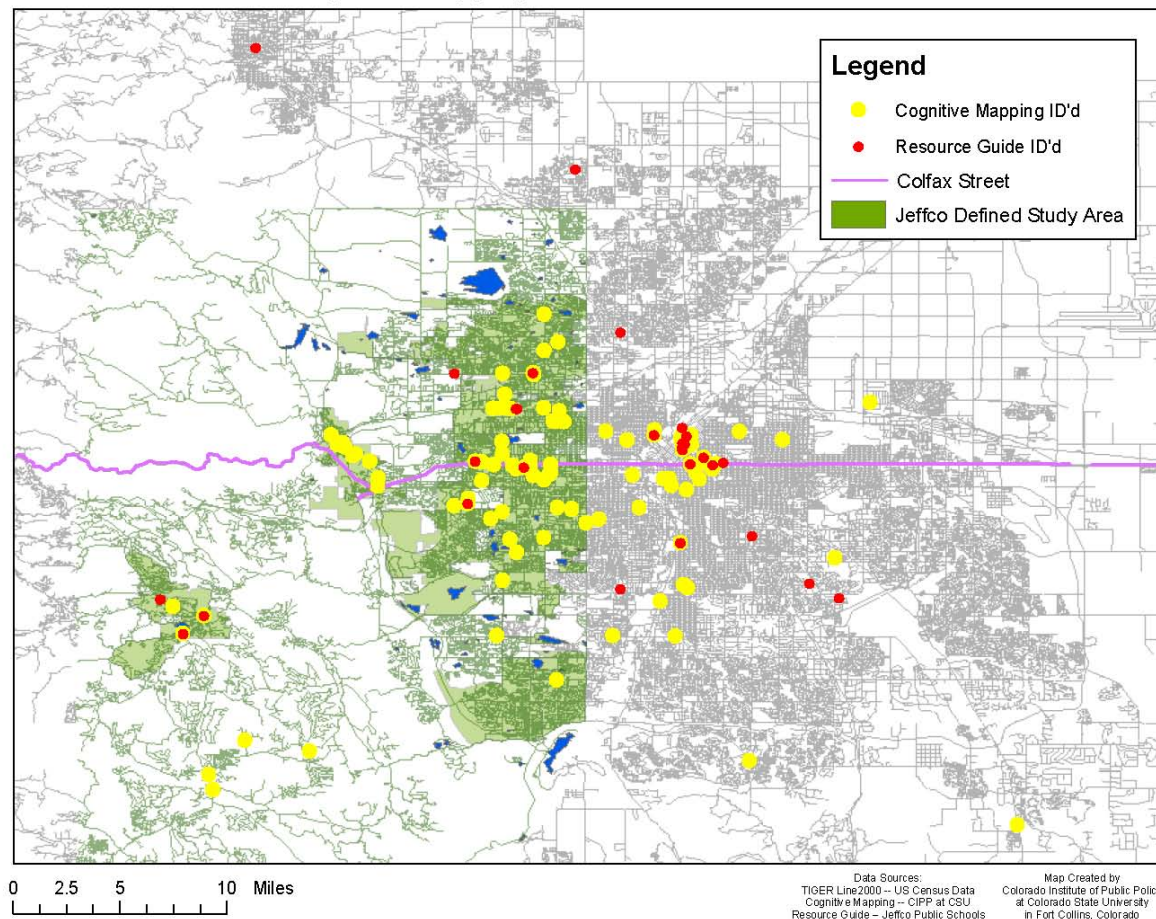 Legend
Cognitive Mapping ID'd
Resource Guide ID'd
Colfax Street
Jeffco Defined Study Area
0 2.5 5 10 Miles
Data Sources:
TIGER Line2000 -- US Census Data
Cognitive Mapping -- CIPP at CSU
Resource Guide – Jeffco Public Schools
Map Created by
Colorado Institute of Public Polic
at Colorado State University
in Fort Collins, Colorado